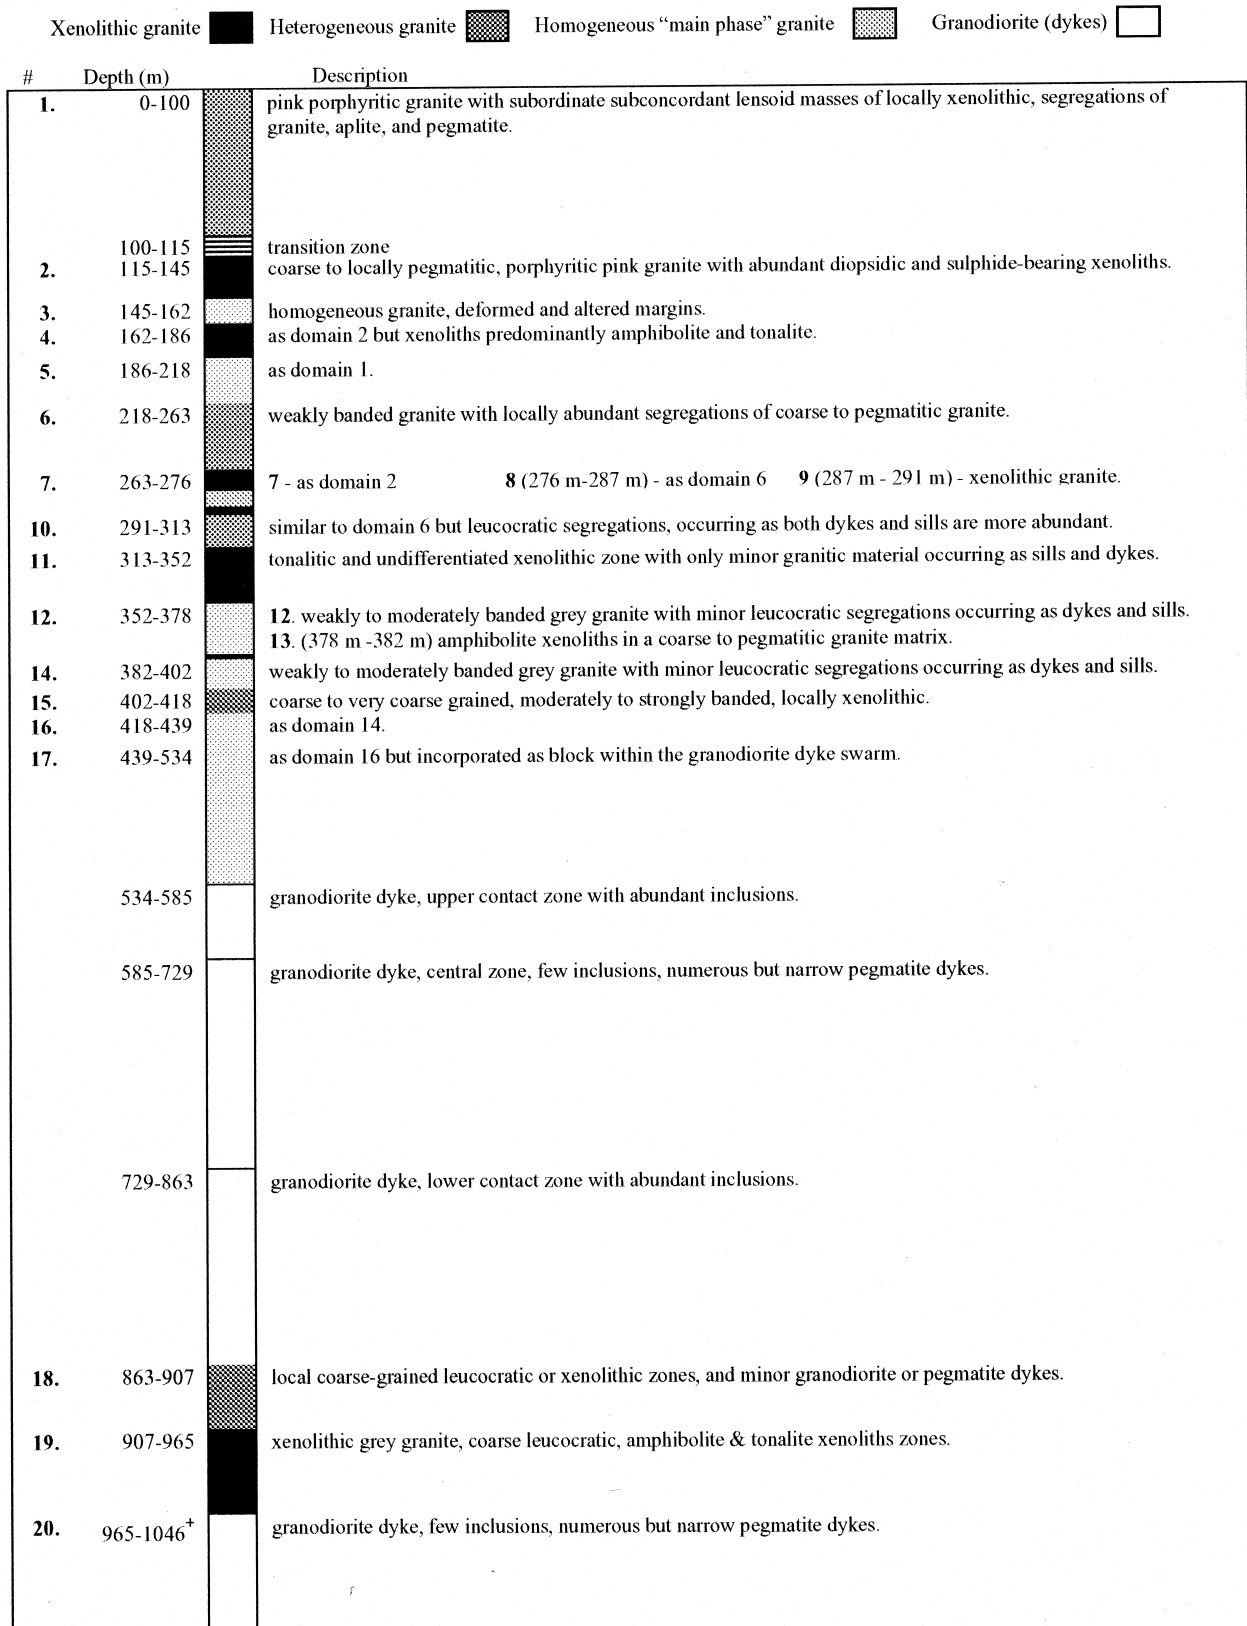 Xenolithic granite Heterogeneous granite Homogeneous “main phase” granite Granodiorite (dykes)
# Depth (m) Description
1. 0-100 pink porphyritic granite with subordinate subconcordant lensoid masses of locally xenolithic, segregations of
granite, aplite, and pegmatite.
100-115 transition zone
2. 115-145 coarse to locally pegmatitic, porphyritic pink granite with abundant diopsidic and sulphide-bearing xenoliths.
3. 145-162 homogeneous granite, deformed and altered margins.
4. 162-186 as domain 2 but xenoliths predominantly amphibolite and tonalite.
5. 186-218 as domain 1.
6. 218-263 weakly banded granite with locally abundant segregations of coarse to pegmatitic granite.
7. 263-276 7 - as domain 2 8 (276 m-287 m) - as domain 6 9 (287 m - 291 m) - xenolithic granite.
10. 291-313 similar to domain 6 but leucocratic segregations, occurring as both dykes and sills are more abundant.
11. 313-352 tonalitic and undifferentiated xenolithic zone with only minor granitic material occurring as sills and dykes.
12. 352-378 12. weakly to moderately banded grey granite with minor leucocratic segregations occurring as dykes and sills.
13. (378 m -382 m) amphibolite xenoliths in a coarse to pegmatitic granite matrix.
14. 382-402 weakly to moderately banded grey granite with minor leucocratic segregations occurring as dykes and sills.
15. 402-418 coarse to very coarse grained, moderately to strongly banded, locally xenolithic.
16. 418-439 as domain 14.
17. 439-534 as domain 16 but incorporated as block within the granodiorite dyke swarm.
534-585 granodiorite dyke, upper contact zone with abundant inclusions.
585-729 granodiorite dyke, central zone, few inclusions, numerous but narrow pegmatite dykes.
729-863 granodiorite dyke, lower contact zone with abundant inclusions.
18. 863-907 local coarse-grained leucocratic or xenolithic zones, and minor granodiorite or pegmatite dykes.
19. 907-965 xenolithic grey granite, coarse leucocratic, amphibolite & tonalite xenoliths zones.
20. 965-1046+ granodiorite dyke, few inclusions, numerous but narrow pegmatite dykes.